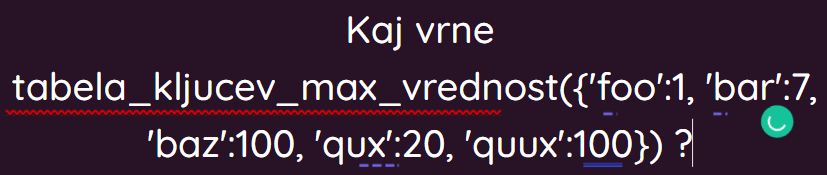 Kaj vrne
tabela_kljucev_max_vrednost({'foo':1, 'bar':7,
'baz':100, 'qux':20, 'quux':100}) ?